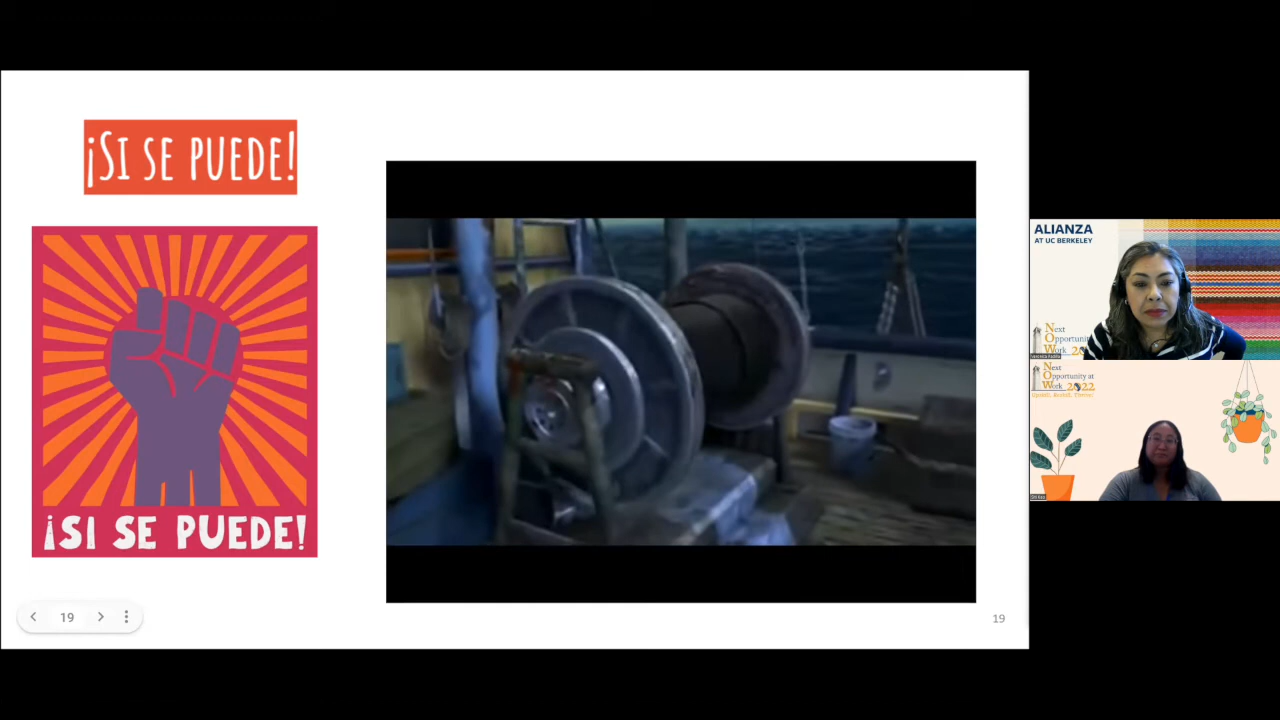 ¡SI SE PUEDE!
¡SI SE PUEDE!
19
19
ALIANZA
AT UC BERKELEY
Next
Opportunity
Work 20
Next
Opportunity at
Work 2022